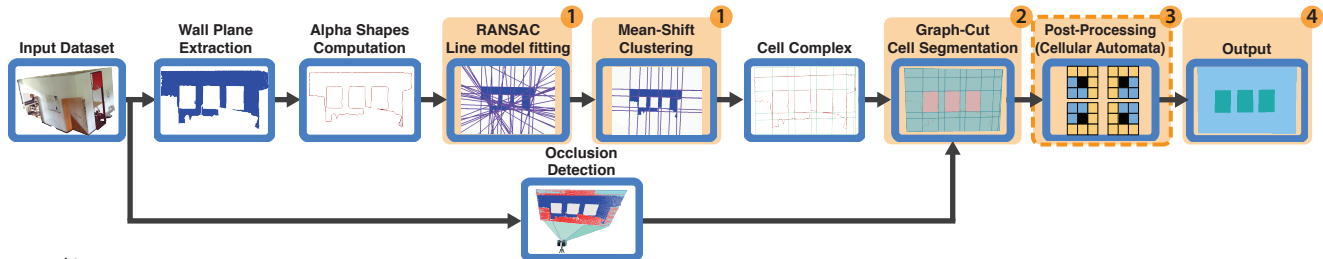 Input Dataset
Wall Plane
Extraction
Alpha Shapes
Computation
1
RANSAC
Line model fitting
1
Mean-Shift
Clustering
Cell Complex
2
Graph-Cut
Cell Segmentation
3
Post-Processing
(Cellular Automata)
4
Output
Occlusion
Detection